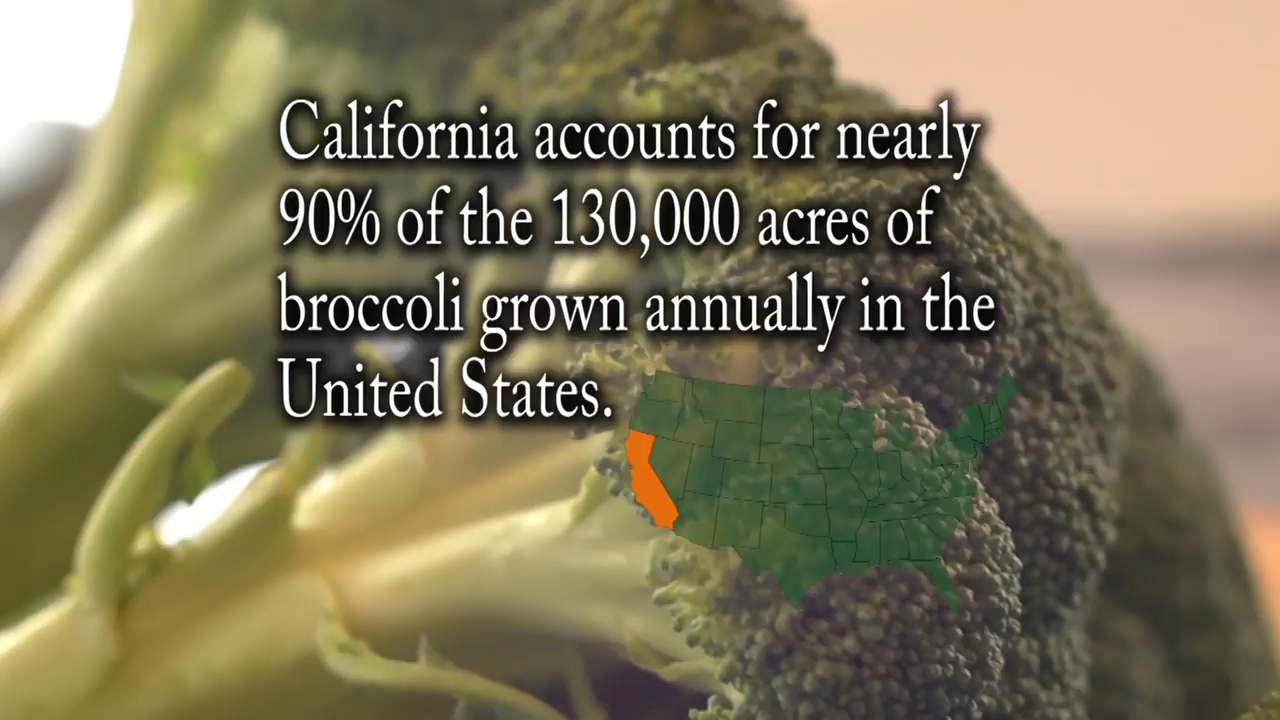 California accounts for nearly
90% of the 130,000 acres of
broccoli grown annually in the
United States.